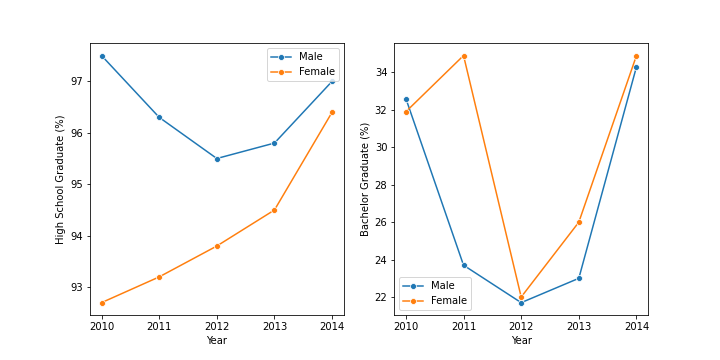 High School Graduate (%)
97
96
95
94
93
Male
Female
2010 2011 2012 2013 2014
Year
Bachelor Graduate (%)
34
32
30
28
26
24
22
Male
Female
2010 2011 2012 2013 2014
Year